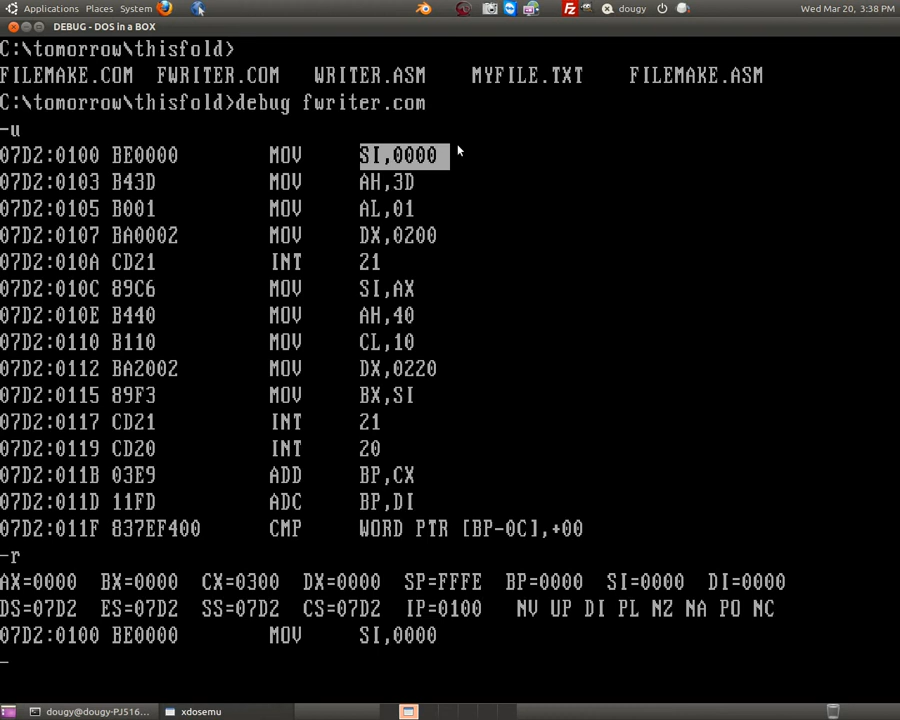 Applications Places System dougy Wed Mar 20, 3:38 PM
DEBUG - DOS in a BOX
C:\tomorrow\thisfold>
FILEMAKE.COM FWRITER.COM WRITER.ASM MYFILE.TXT FILEMAKE.ASM
C:\tomorrow\thisfold>debug fwriter.com
-u
07D2:0100 BE0000 MOV SI,0000
07D2:0103 B43D MOV AH,3D
07D2:0105 B001 MOV AL,01
07D2:0107 BA0002 MOV DX,0200
07D2:010A CD21 INT 21
07D2:010C 89C6 MOV SI,AX
07D2:010E B440 MOV AH,40
07D2:0110 B110 MOV CL,10
07D2:0112 BA2002 MOV DX,0220
07D2:0115 89F3 MOV BX,SI
07D2:0117 CD21 INT 21
07D2:0119 CD20 INT 20
07D2:011B 03E9 ADD BP,CX
07D2:011D 11FD ADC BP,DI
07D2:011F 837EF400 CMP WORD PTR [BP-0C],+00
-r
AX=0000 BX=0000 CX=0300 DX=0000 SP=FFFE BP=0000 SI=0000 DI=0000
DS=07D2 ES=07D2 SS=07D2 CS=07D2 IP=0100 NV UP DI PL NZ NA PO NC
07D2:0100 BE0000 MOV SI,0000
-
dougy@dougy-PJS16... xdosemu